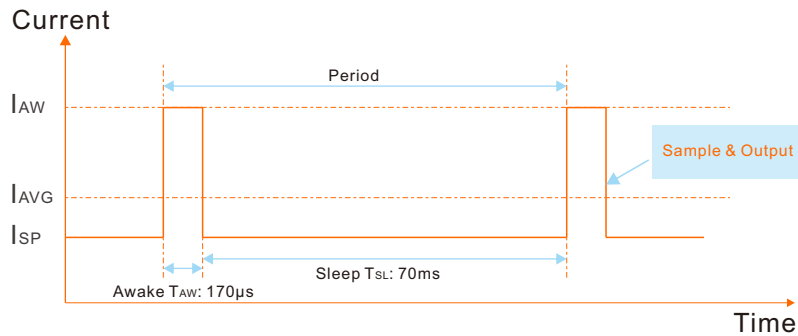 Current
Period
IAW
Sample & Output
IAVG
ISP
Sleep TSL: 70ms
Awake TAW: 170μs
Time